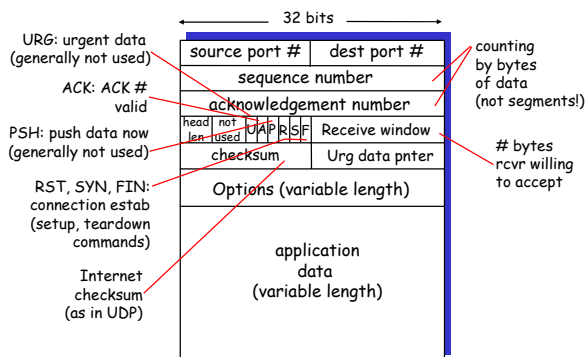 32 bits
URG: urgent data
(generally not used)
ACK: ACK #
valid
PSH: push data now
(generally not used)
RST, SYN, FIN:
connection estab
(setup, teardown
commands)
Internet
checksum
(as in UDP)
source port #
dest port #
sequence number
acknowledgement number
head
len
not
used
U
A
P
R
S
F
Receive window
checksum
Urg data pnter
Options (variable length)
application
data
(variable length)
counting
by bytes
of data
(not segments!)
# bytes
rcvr willing
to accept